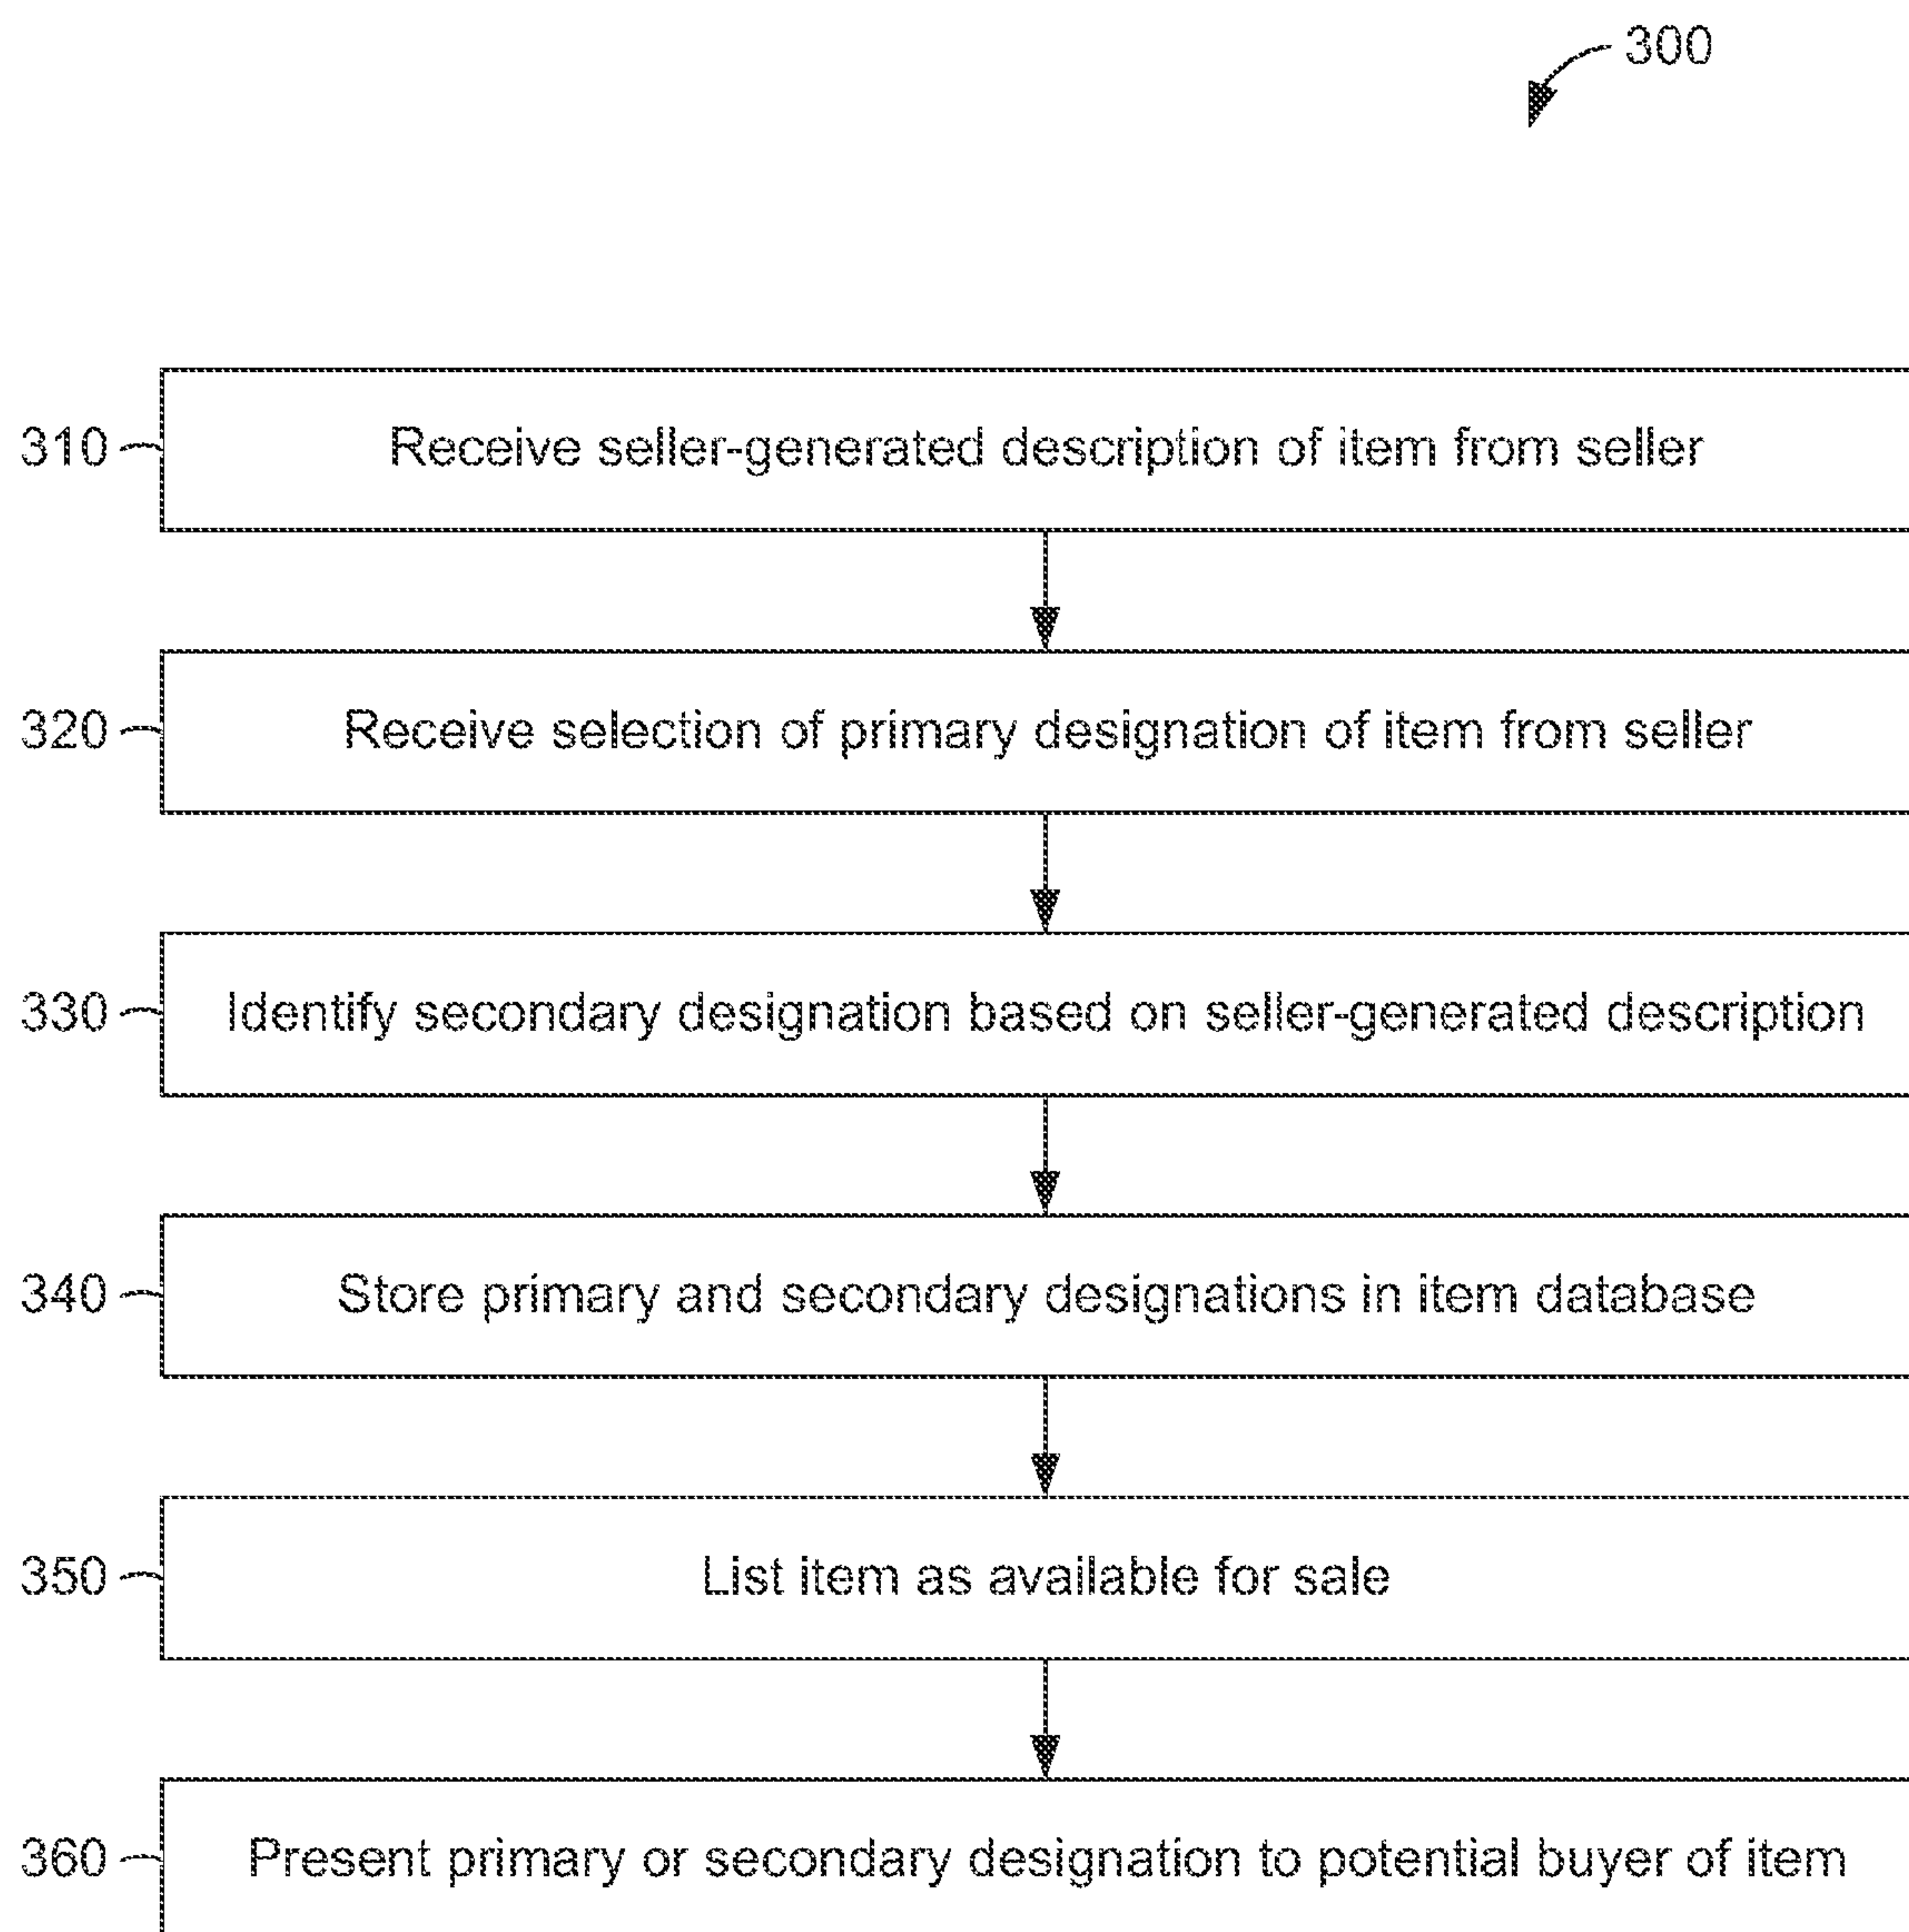 300
310 Receive seller-generated description of item from seller
320 Receive selection of primary designation of item from seller
330 Identify secondary designation based on seller-generated description
340 Store primary and secondary designations in item database
350 List item as available for sale
360 Present primary or secondary designation to potential buyer of item